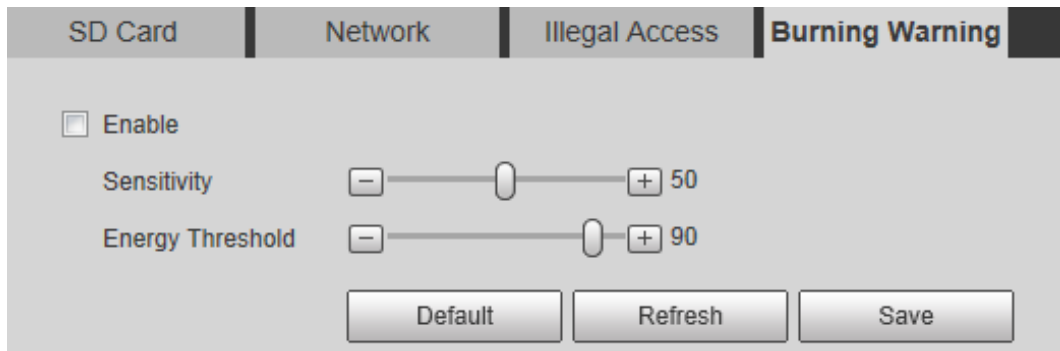 SD Card Network Illegal Access Burning Warning
Enable
Sensitivity − + 50
Energy Threshold − + 90
Default Refresh Save